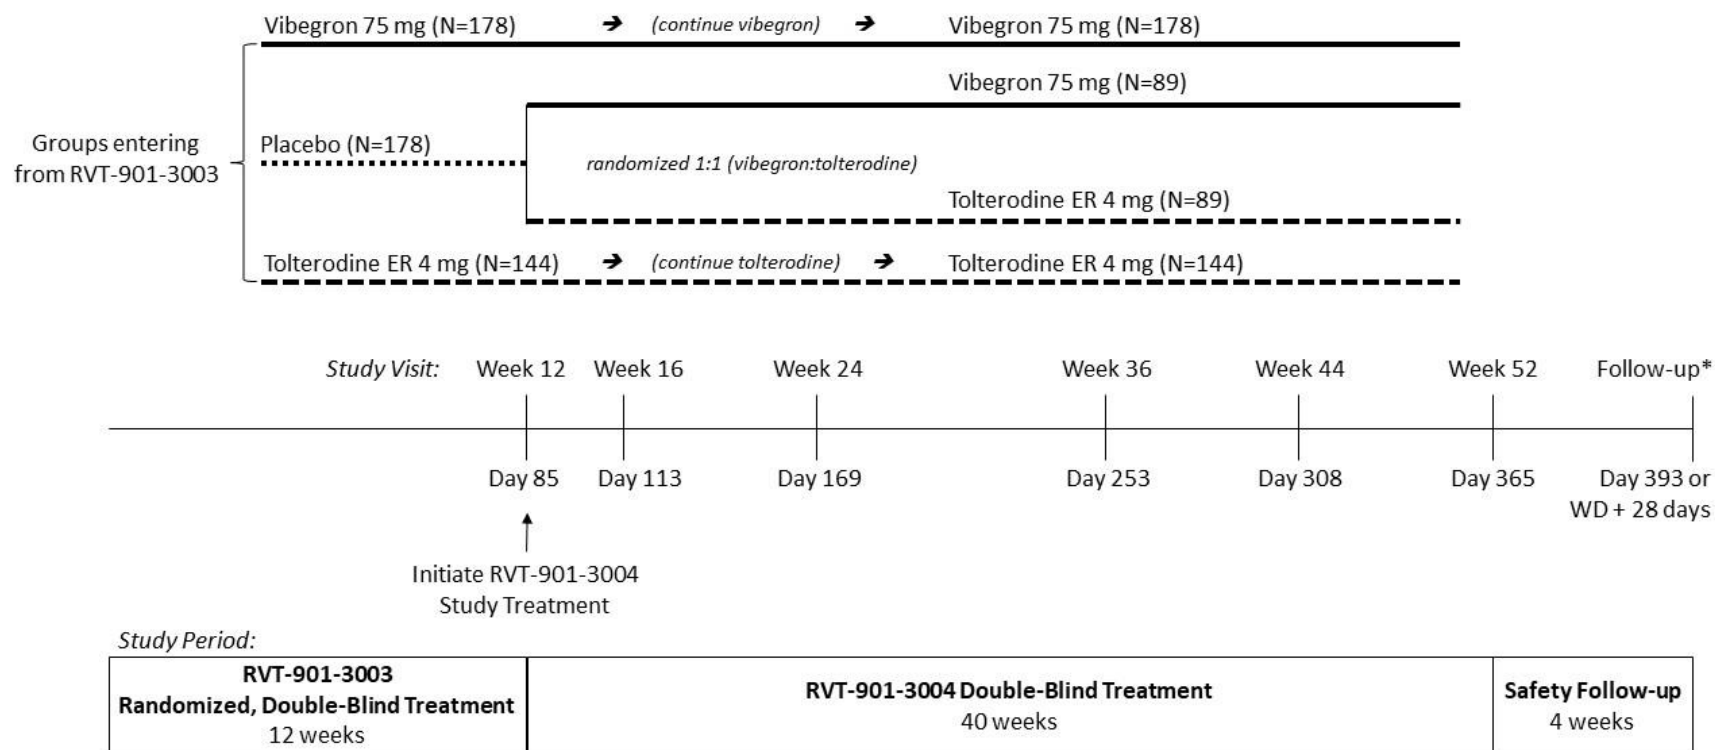 Vibegron 75 mg (N=178) ➔ (continue vibegron) ➔ Vibegron 75 mg (N=178)
Vibegron 75 mg (N=89)
Groups entering
from RVT-901-3003
Placebo (N=178)
randomized 1:1 (vibegron:tolterodine)
Tolterodine ER 4 mg (N=89)
Tolterodine ER 4 mg (N=144) ➔ (continue tolterodine) ➔ Tolterodine ER 4 mg (N=144)
Study Visit: Week 12 Week 16 Week 24 Week 36 Week 44 Week 52 Follow-up*
Day 85 Day 113 Day 169 Day 253 Day 308 Day 365 Day 393 or
WD + 28 days
Initiate RVT-901-3004
Study Treatment
Study Period:
RVT-901-3003
Randomized, Double-Blind Treatment
12 weeks
RVT-901-3004 Double-Blind Treatment
40 weeks
Safety Follow-up
4 weeks